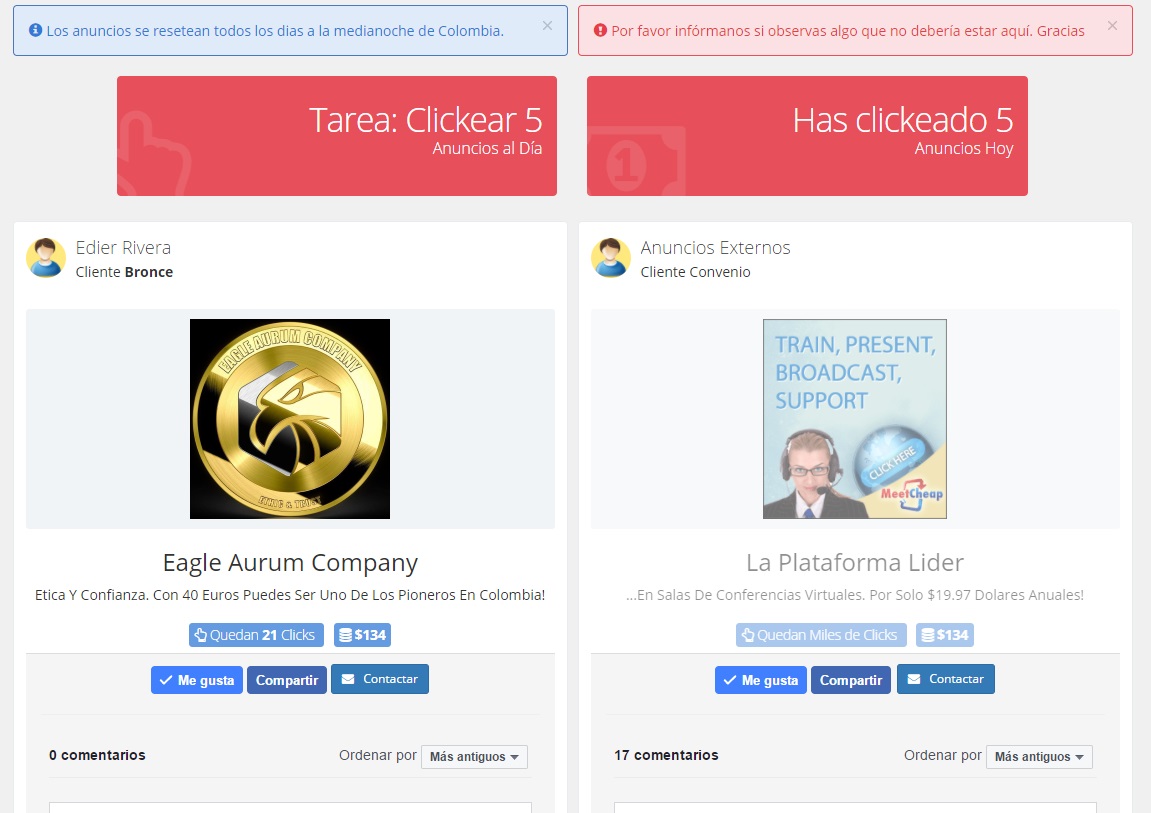 Los anuncios se resetean todos los dias a la medianoche de Colombia.
×
Por favor infórmanos si observas algo que no debería estar aquí. Gracias
×
Tarea: Clickear 5
Anuncios al Día
Has clickeado 5
Anuncios Hoy
1
Edier Rivera
Cliente Bronce
EAGLE AURUM COMPANY
Eagle Aurum Company
Etica Y Confianza. Con 40 Euros Puedes Ser Uno De Los Pioneros En Colombia!
Quedan 21 Clicks
$134
Me gusta
Compartir
Contactar
0 comentarios
Ordenar por
Más antiguos
Anuncios Externos
Cliente Convenio
TRAIN, PRESENT,
BROADCAST,
SUPPORT
CLICK HERE
MeetCheap
La Plataforma Lider
...En Salas De Conferencias Virtuales. Por Solo $19.97 Dolares Anuales!
Quedan Miles de Clicks
$134
Me gusta
Compartir
Contactar
17 comentarios
Ordenar por
Más antiguos